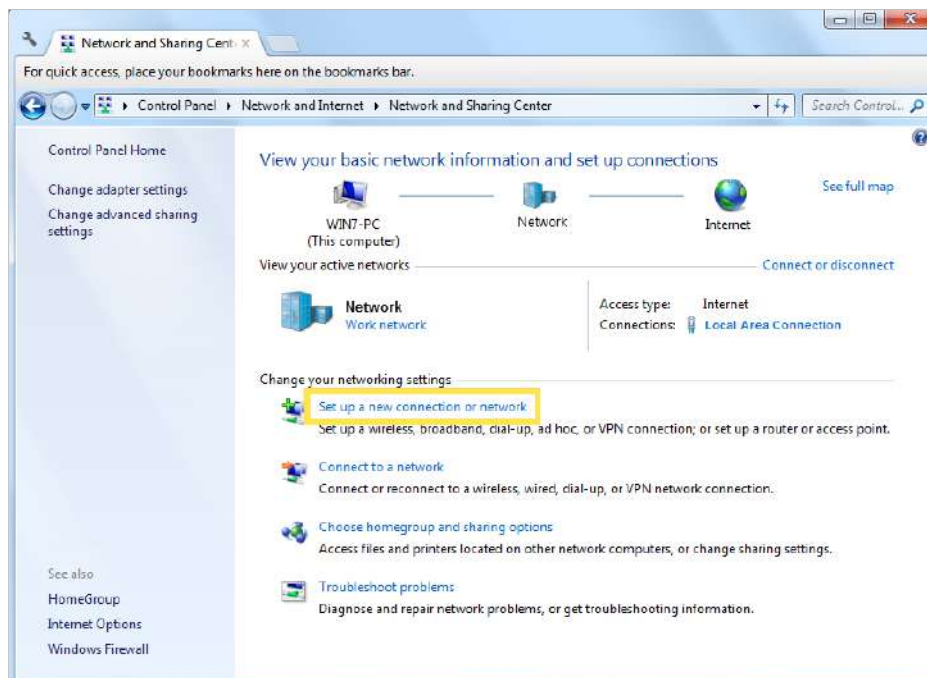 Network and Sharing Cent
For quick access, place your bookmarks here on the bookmarks bar.
Control Panel Network and Internet Network and Sharing Center
Search Control...
Control Panel Home
Change adapter settings
Change advanced sharing
settings
See also
HomeGroup
Internet Options
Windows Firewall
View your basic network information and set up connections
See full map
WIN7-PC
(This computer)
Network
Internet
View your active networks
Connect or disconnect
Network
Work network
Access type: Internet
Connections: Local Area Connection
Change your networking settings
Set up a new connection or network
Set up a wireless, broadband, dial-up, ad hoc, or VPN connection; or set up a router or access point.
Connect to a network
Connect or reconnect to a wireless, wired, dial-up, or VPN network connection.
Choose homegroup and sharing options
Access files and printers located on other network computers, or change sharing settings.
Troubleshoot problems
Diagnose and repair network problems, or get troubleshooting information.